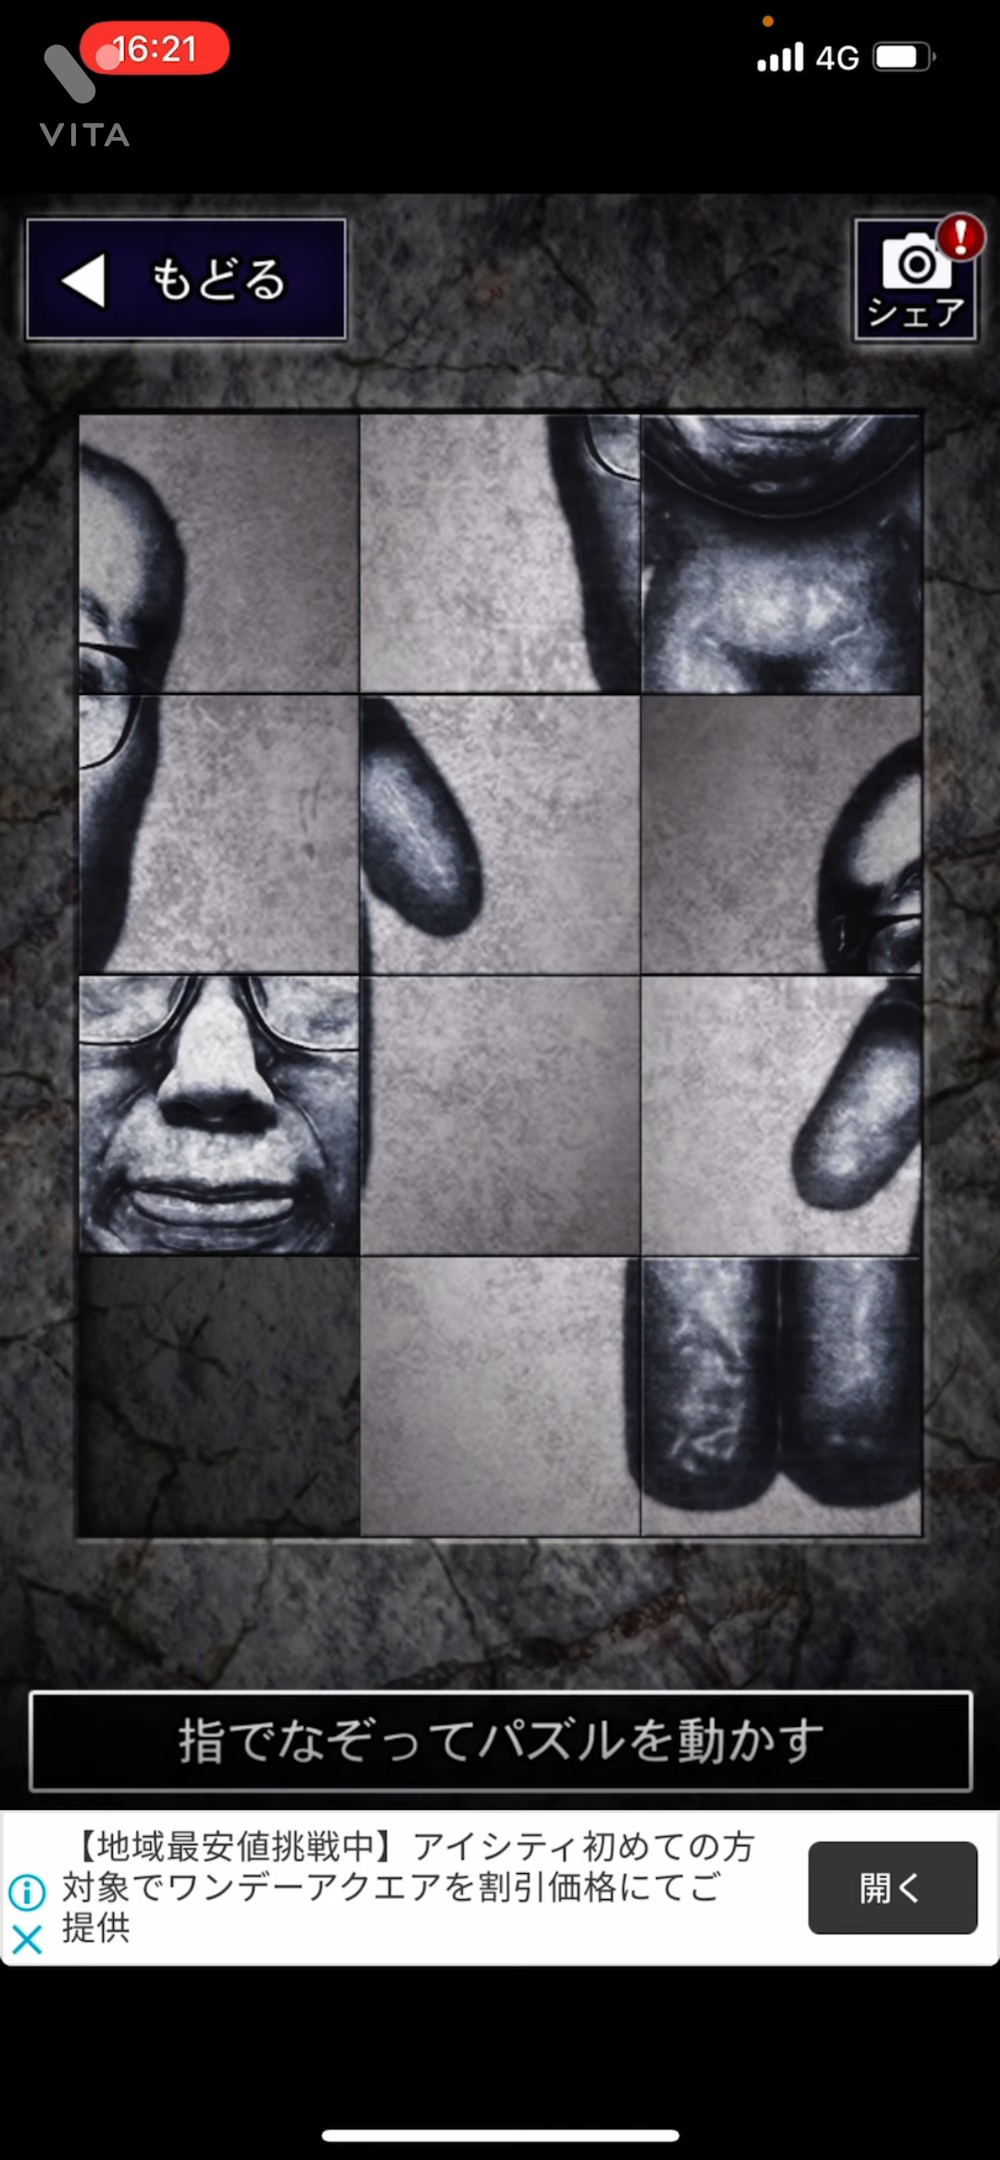 16:21
4G
VITA
もどる
シェア
指でなぞってパズルを動かす
【地域最安値挑戦中】アイシティ初めての方
対象でワンデーアクエアを割引価格にてご
提供
開く